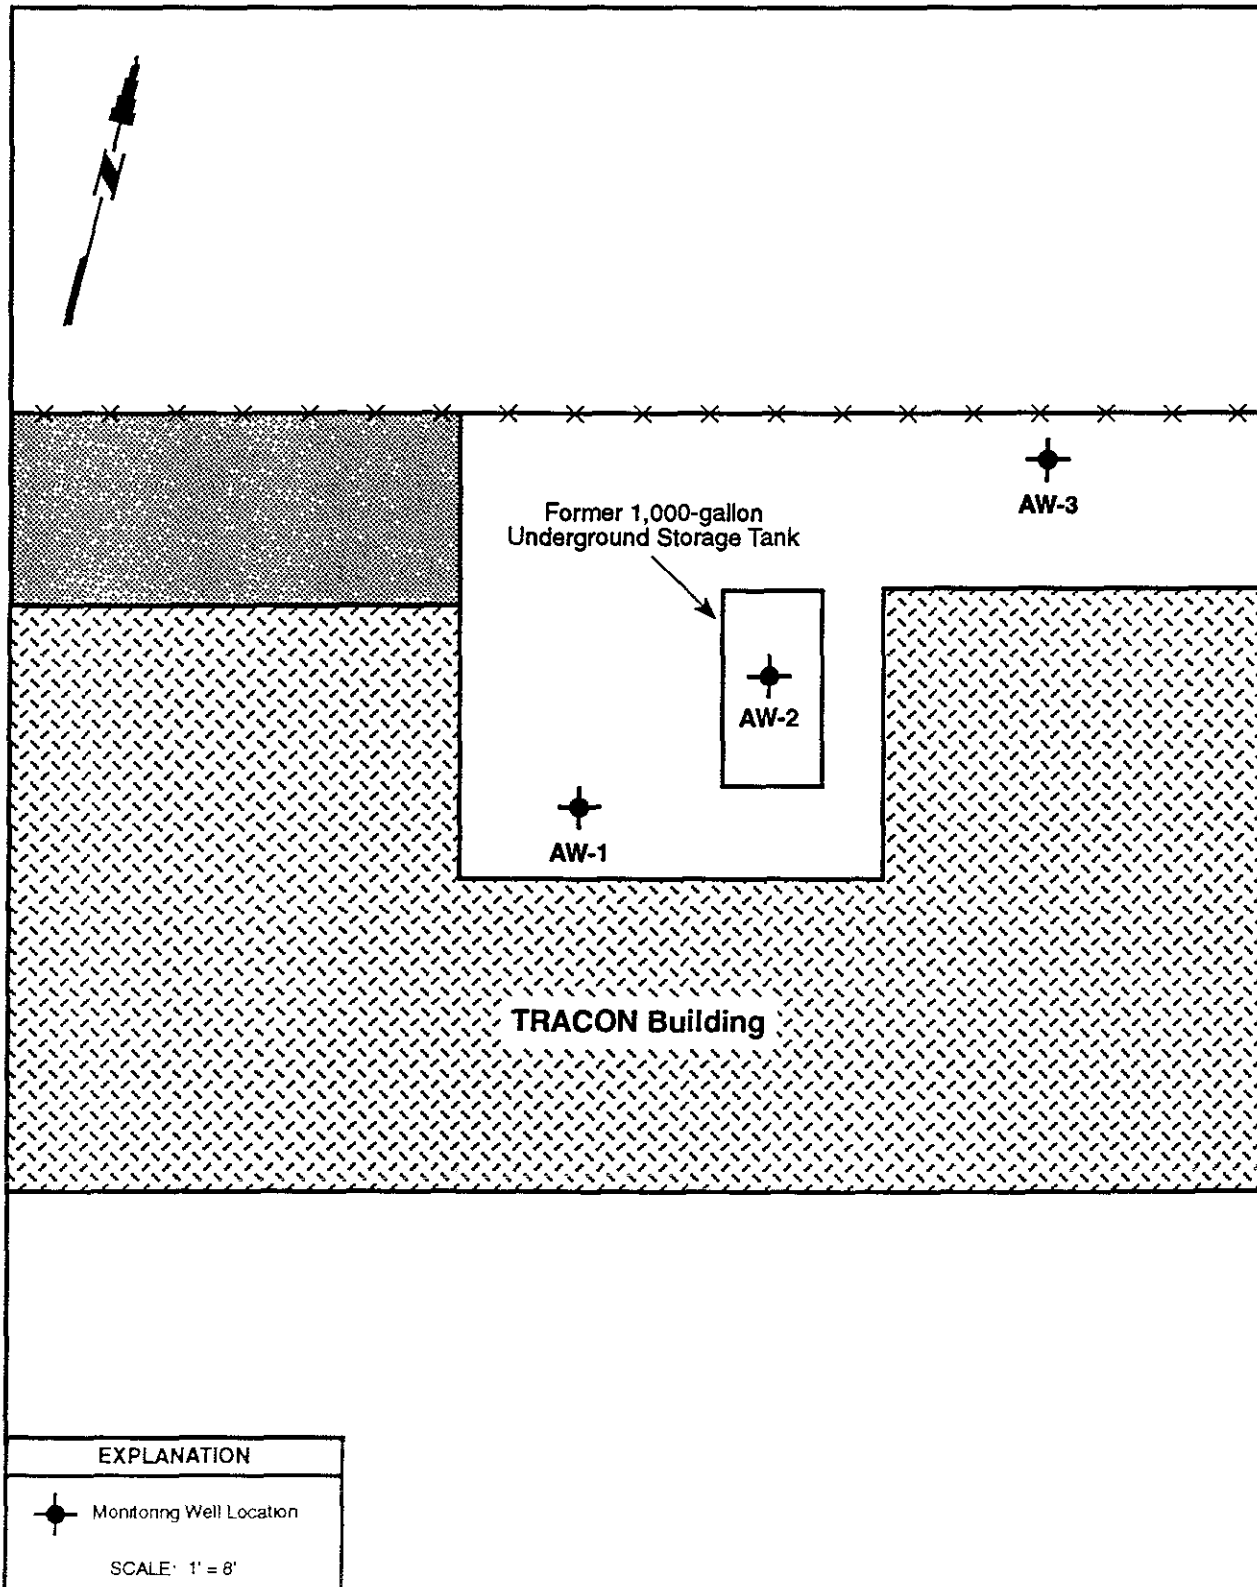 N
AW-3
Former 1,000-gallon
Underground Storage Tank
AW-2
AW-1
TRACON Building
EXPLANATION
Monitoring Well Location
SCALE: 1' = 8'